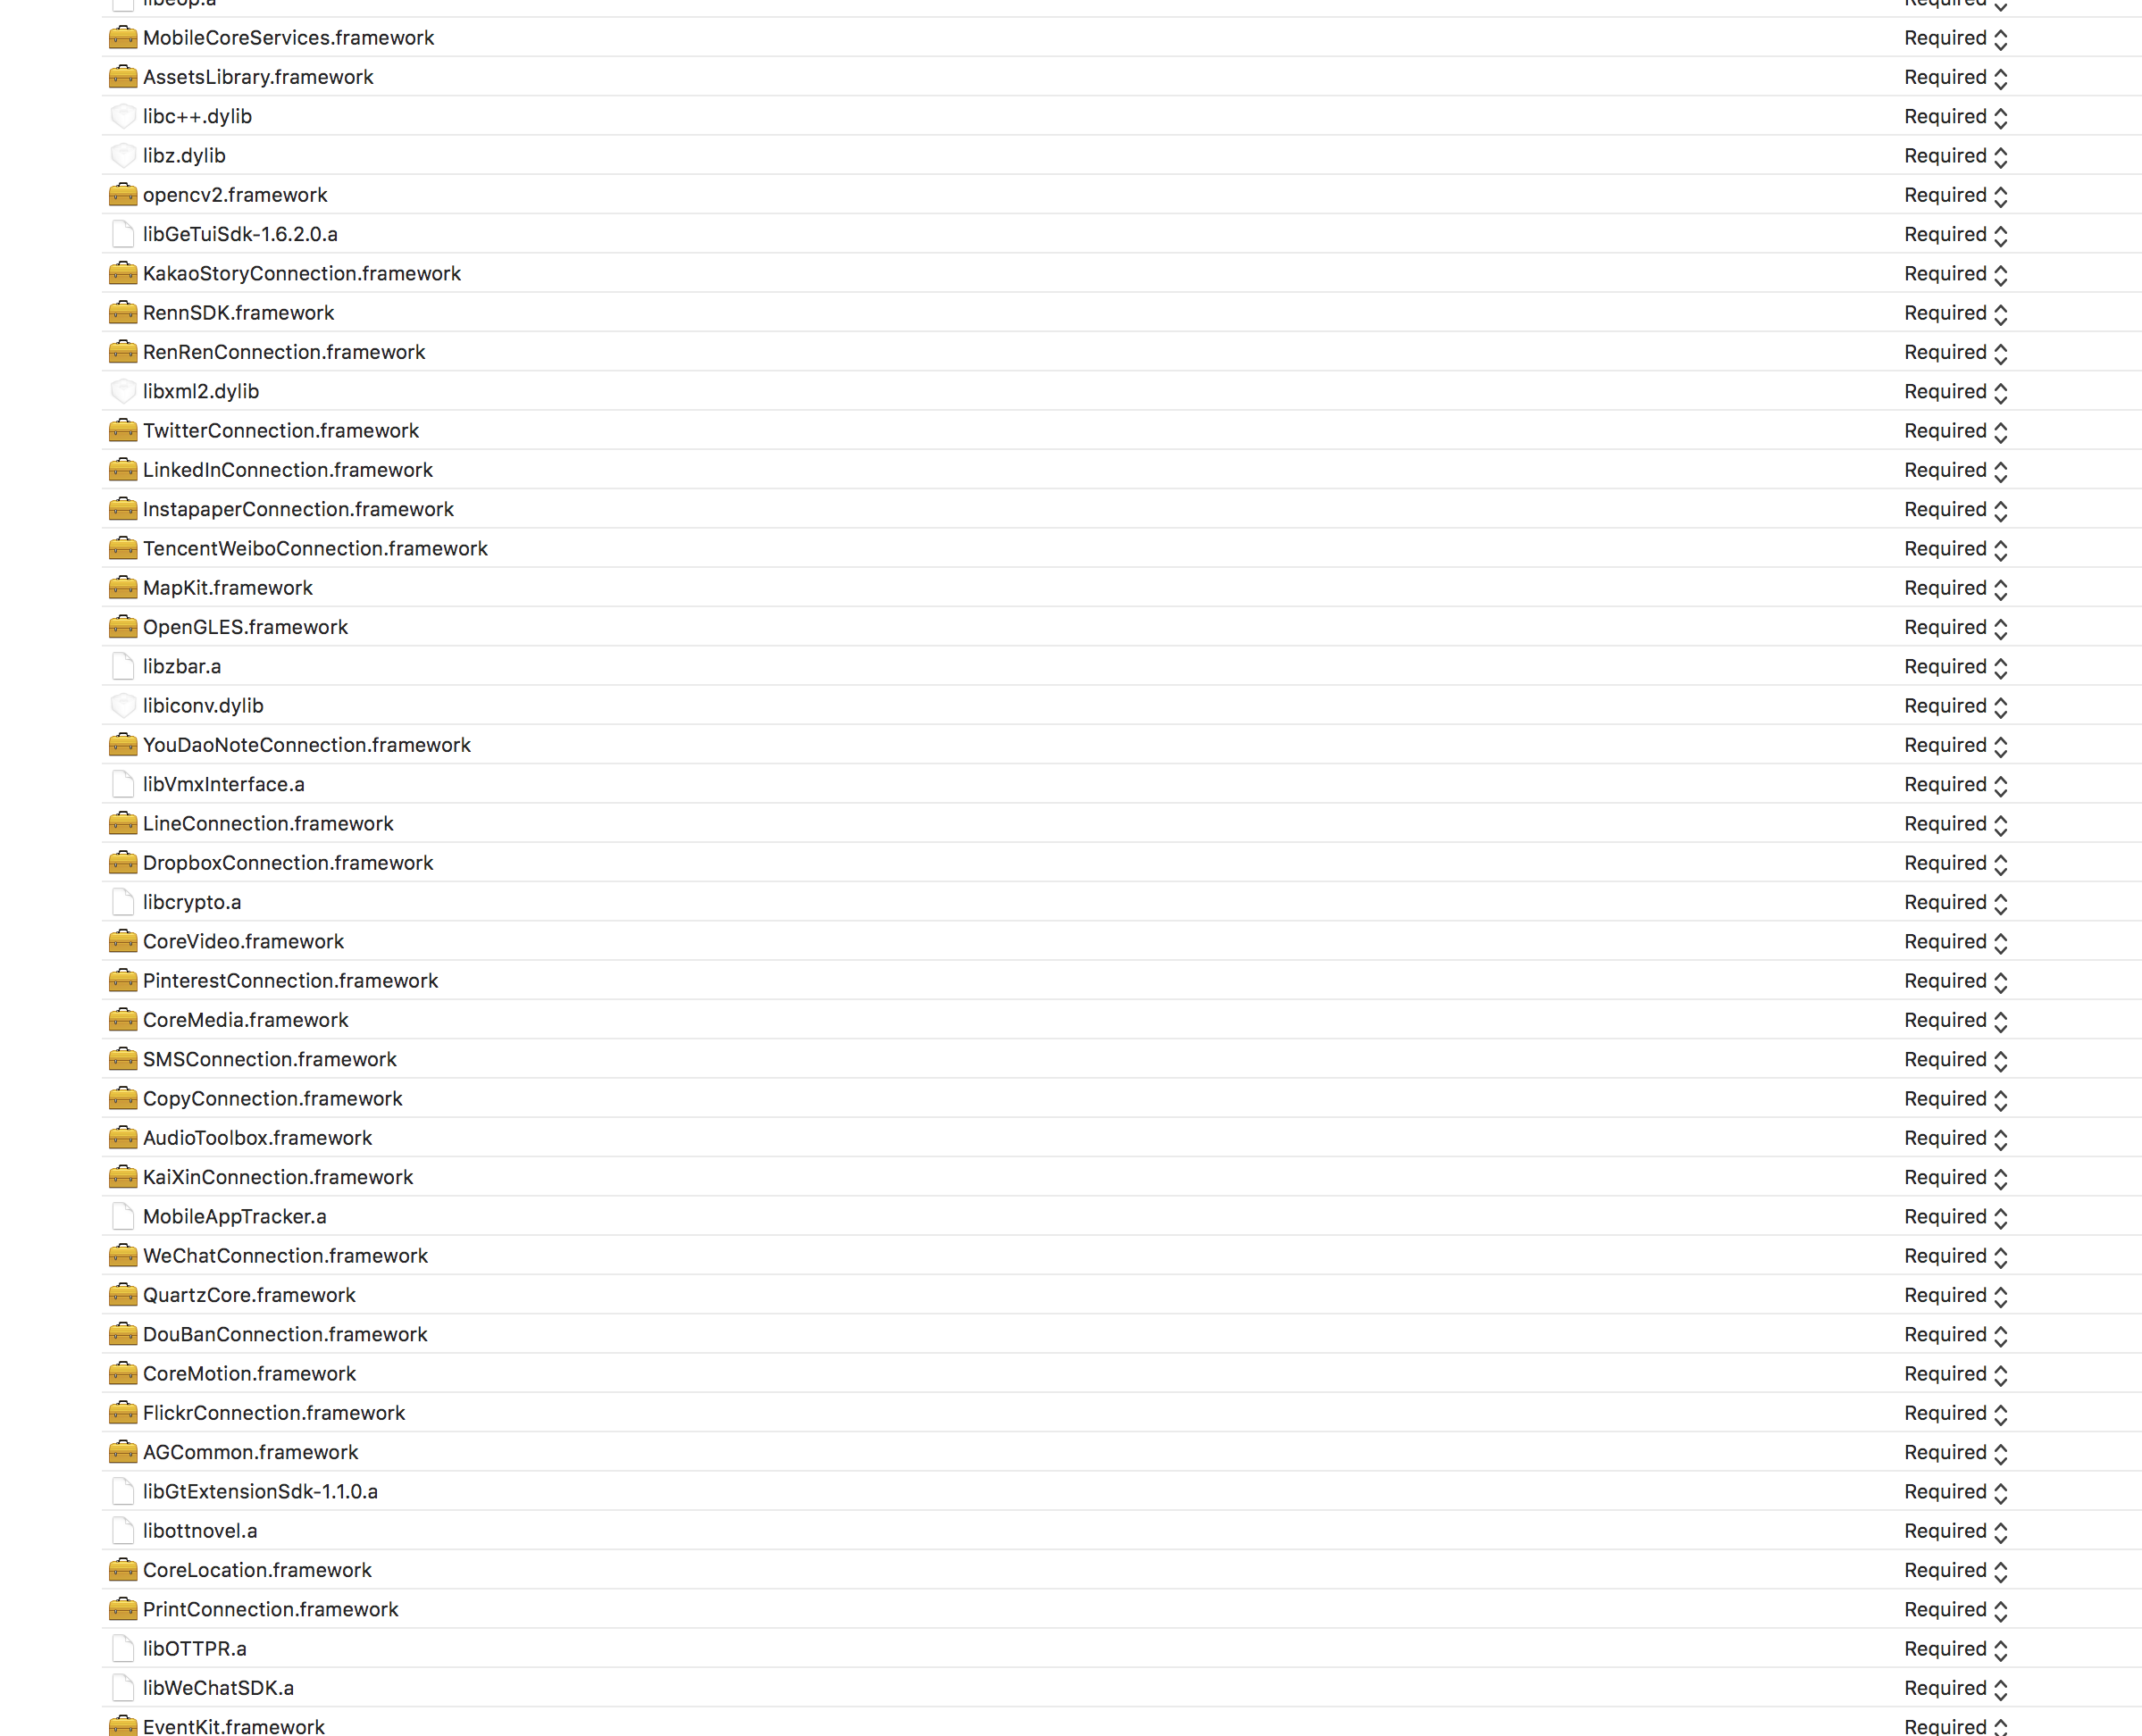 libeop.a Required
MobileCoreServices.framework Required
AssetsLibrary.framework Required
libc++.dylib Required
libz.dylib Required
opencv2.framework Required
libGeTuiSdk-1.6.2.0.a Required
KakaoStoryConnection.framework Required
RennSDK.framework Required
RenRenConnection.framework Required
libxml2.dylib Required
TwitterConnection.framework Required
LinkedInConnection.framework Required
InstapaperConnection.framework Required
TencentWeiboConnection.framework Required
MapKit.framework Required
OpenGLES.framework Required
libzbar.a Required
libiconv.dylib Required
YouDaoNoteConnection.framework Required
libVmxInterface.a Required
LineConnection.framework Required
DropboxConnection.framework Required
libcrypto.a Required
CoreVideo.framework Required
PinterestConnection.framework Required
CoreMedia.framework Required
SMSConnection.framework Required
CopyConnection.framework Required
AudioToolbox.framework Required
KaiXinConnection.framework Required
MobileAppTracker.a Required
WeChatConnection.framework Required
QuartzCore.framework Required
DouBanConnection.framework Required
CoreMotion.framework Required
FlickrConnection.framework Required
AGCommon.framework Required
libGtExtensionSdk-1.1.0.a Required
libottnovel.a Required
CoreLocation.framework Required
PrintConnection.framework Required
libOTTPR.a Required
libWeChatSDK.a Required
EventKit.framework Required